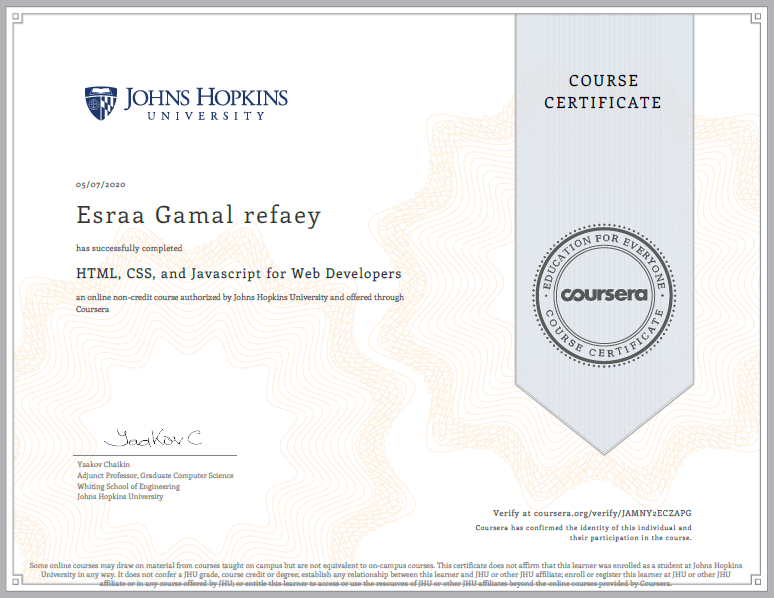 JOHNS HOPKINS
UNIVERSITY
COURSE
CERTIFICATE
05/07/2020
Esraa Gamal refaey
has successfully completed
HTML, CSS, and Javascript for Web Developers
an online non-credit course authorized by Johns Hopkins University and offered through
Coursera
EDUCATION FOR EVERYONE
coursera
COURSE CERTIFICATE
Yaakov C
Yaakov Chaikin
Adjunct Professor, Graduate Computer Science
Whiting School of Engineering
Johns Hopkins University
Verify at coursera.org/verify/JAMNY2ECZAPG
Coursera has confirmed the identity of this individual and
their participation in the course.
Some online courses may draw on material from courses taught on campus but are not equivalent to on-campus courses. This certificate does not affirm that this learner was enrolled as a student at Johns Hopkins
University in any way. It does not confer a JHU grade, course credit or degree; establish any relationship between this learner and JHU or other JHU affiliate; enroll or register this learner at JHU or other JHU
affiliate or in any course offered by JHU; or entitle this learner to access or use the resources of JHU or other JHU affiliates beyond the online courses provided by Coursera.